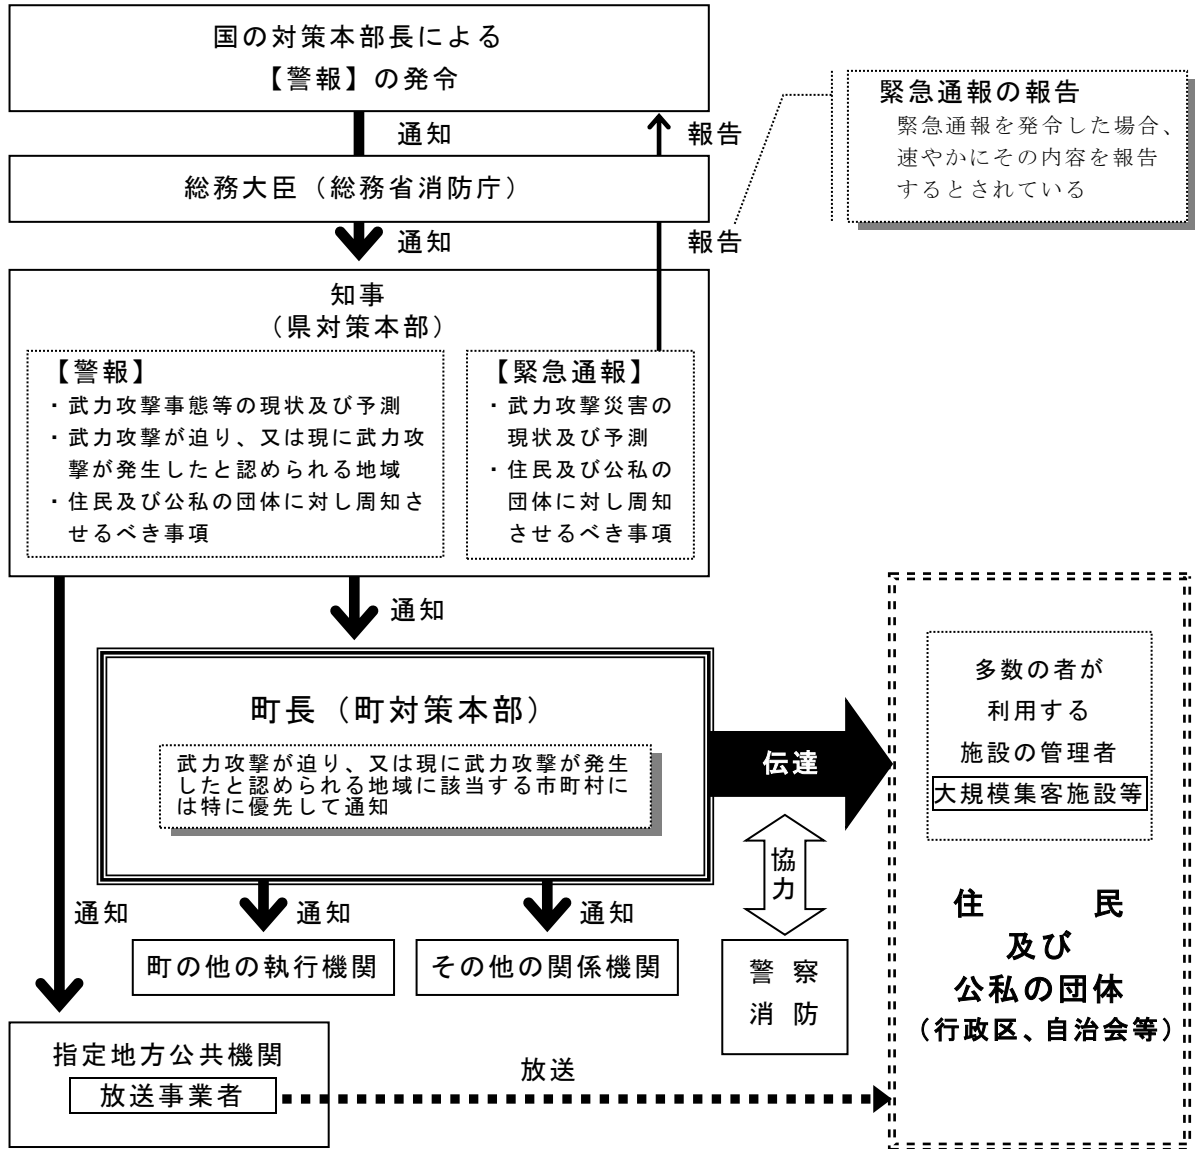 国の対策本部長による
【警報】の発令
通知
報告
緊急通報の報告
緊急通報を発令した場合、
速やかにその内容を報告
するとされている
総務大臣（総務省消防庁）
通知
報告
知事
（県対策本部）
【警報】
・武力攻撃事態等の現状及び予測
・武力攻撃が迫り、又は現に武力攻
撃が発生したと認められる地域
・住民及び公私の団体に対し周知さ
せるべき事項
【緊急通報】
・武力攻撃災害の
現状及び予測
・住民及び公私の
団体に対し周知
させるべき事項
通知
町長（町対策本部）
武力攻撃が迫り、又は現に武力攻撃が発生
したと認められる地域に該当する市町村に
は特に優先して通知
伝達
多数の者が
利用する
施設の管理者
大規模集客施設等
協
力
住　民
及び
公私の団体
（行政区、自治会等）
通知
通知
通知
町の他の執行機関
その他の関係機関
警察
消防
指定地方公共機関
放送事業者
放送